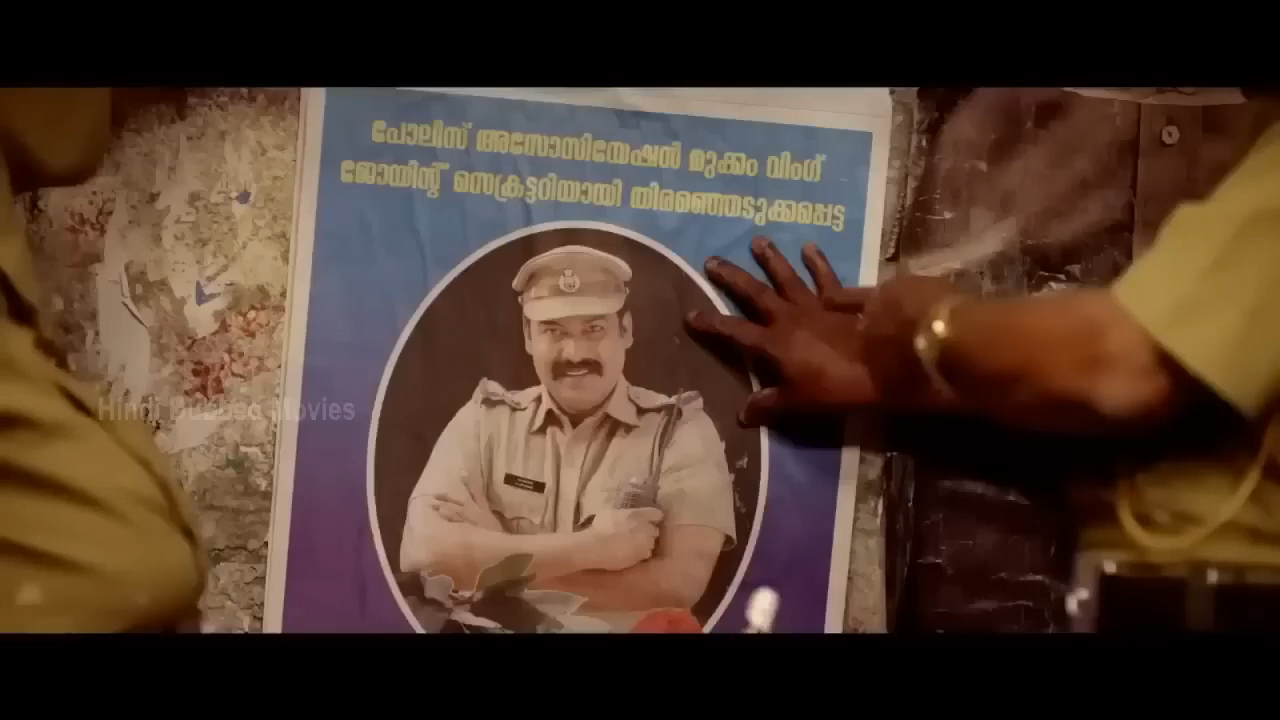 പോലിസ് അസോസിയേഷൻ മുക്കം വിംഗ്
ജോയിന്റ് സെക്രട്ടറിയായി തിരഞ്ഞെടുക്കപ്പെട്ട
Hindi Dubbed Movies